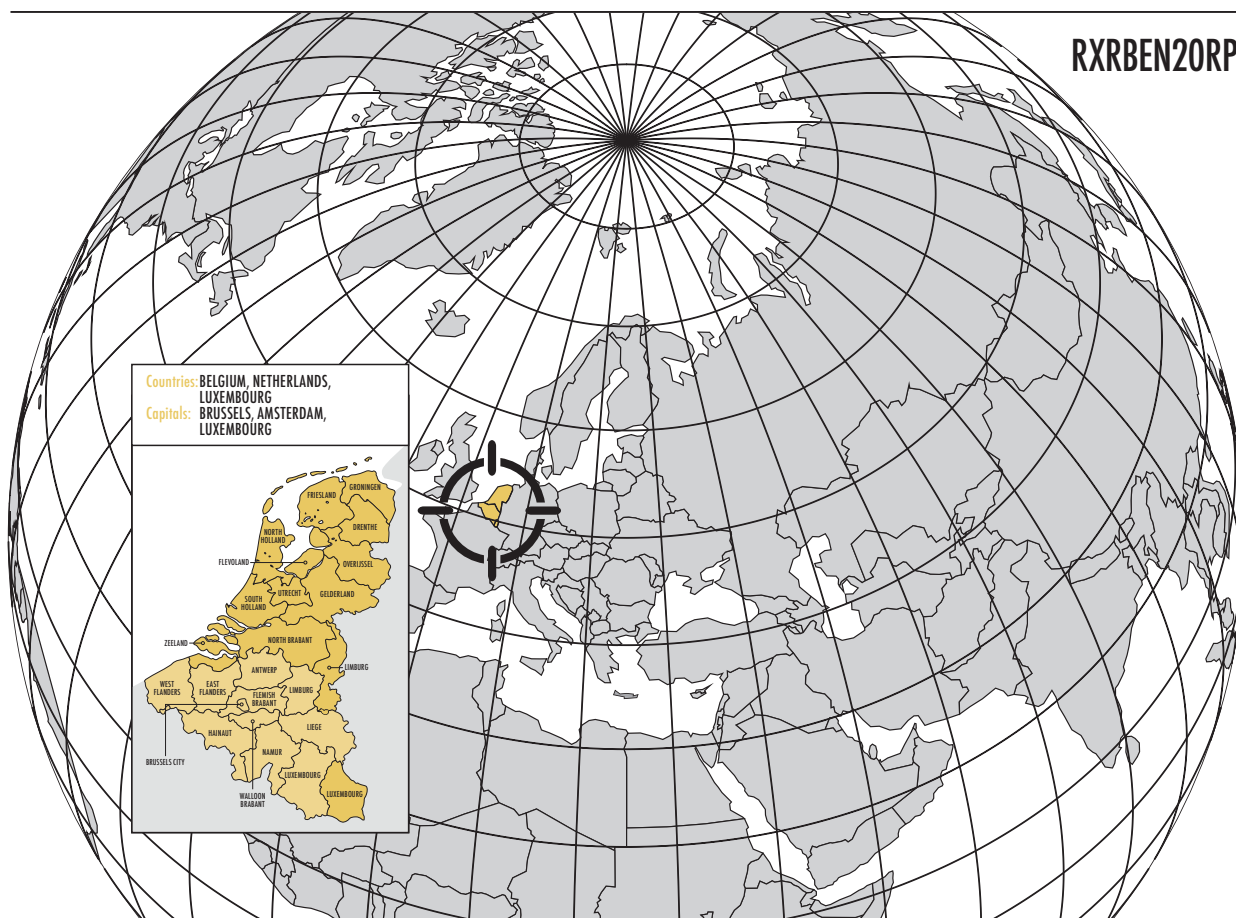 RXRBEN20RP
Countries: BELGIUM, NETHERLANDS,
LUXEMBOURG
Capitals: BRUSSELS, AMSTERDAM,
LUXEMBOURG
GRONINGEN
FRIESLAND
DRENTHE
NORTH
HOLLAND
FLEVOLAND
OVERIJSSEL
UTRECHT
GELDERLAND
SOUTH
HOLLAND
ZEELAND
NORTH BRABANT
LIMBURG
ANTWERP
WEST
FLANDERS
EAST
FLANDERS
FLEMISH
BRABANT
LIMBURG
HAINAUT
LIEGE
NAMUR
BRUSSELS CITY
LUXEMBOURG
LUXEMBOURG
WALLOON
BRABANT